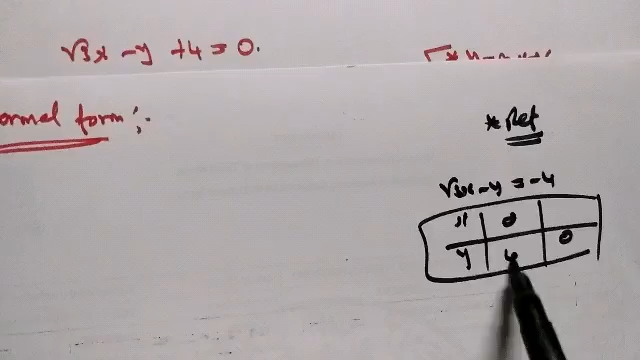 √3x - y + 4 = 0.
ormal form :-
* Ref
√3x - y = -4
x 0
y 4 0